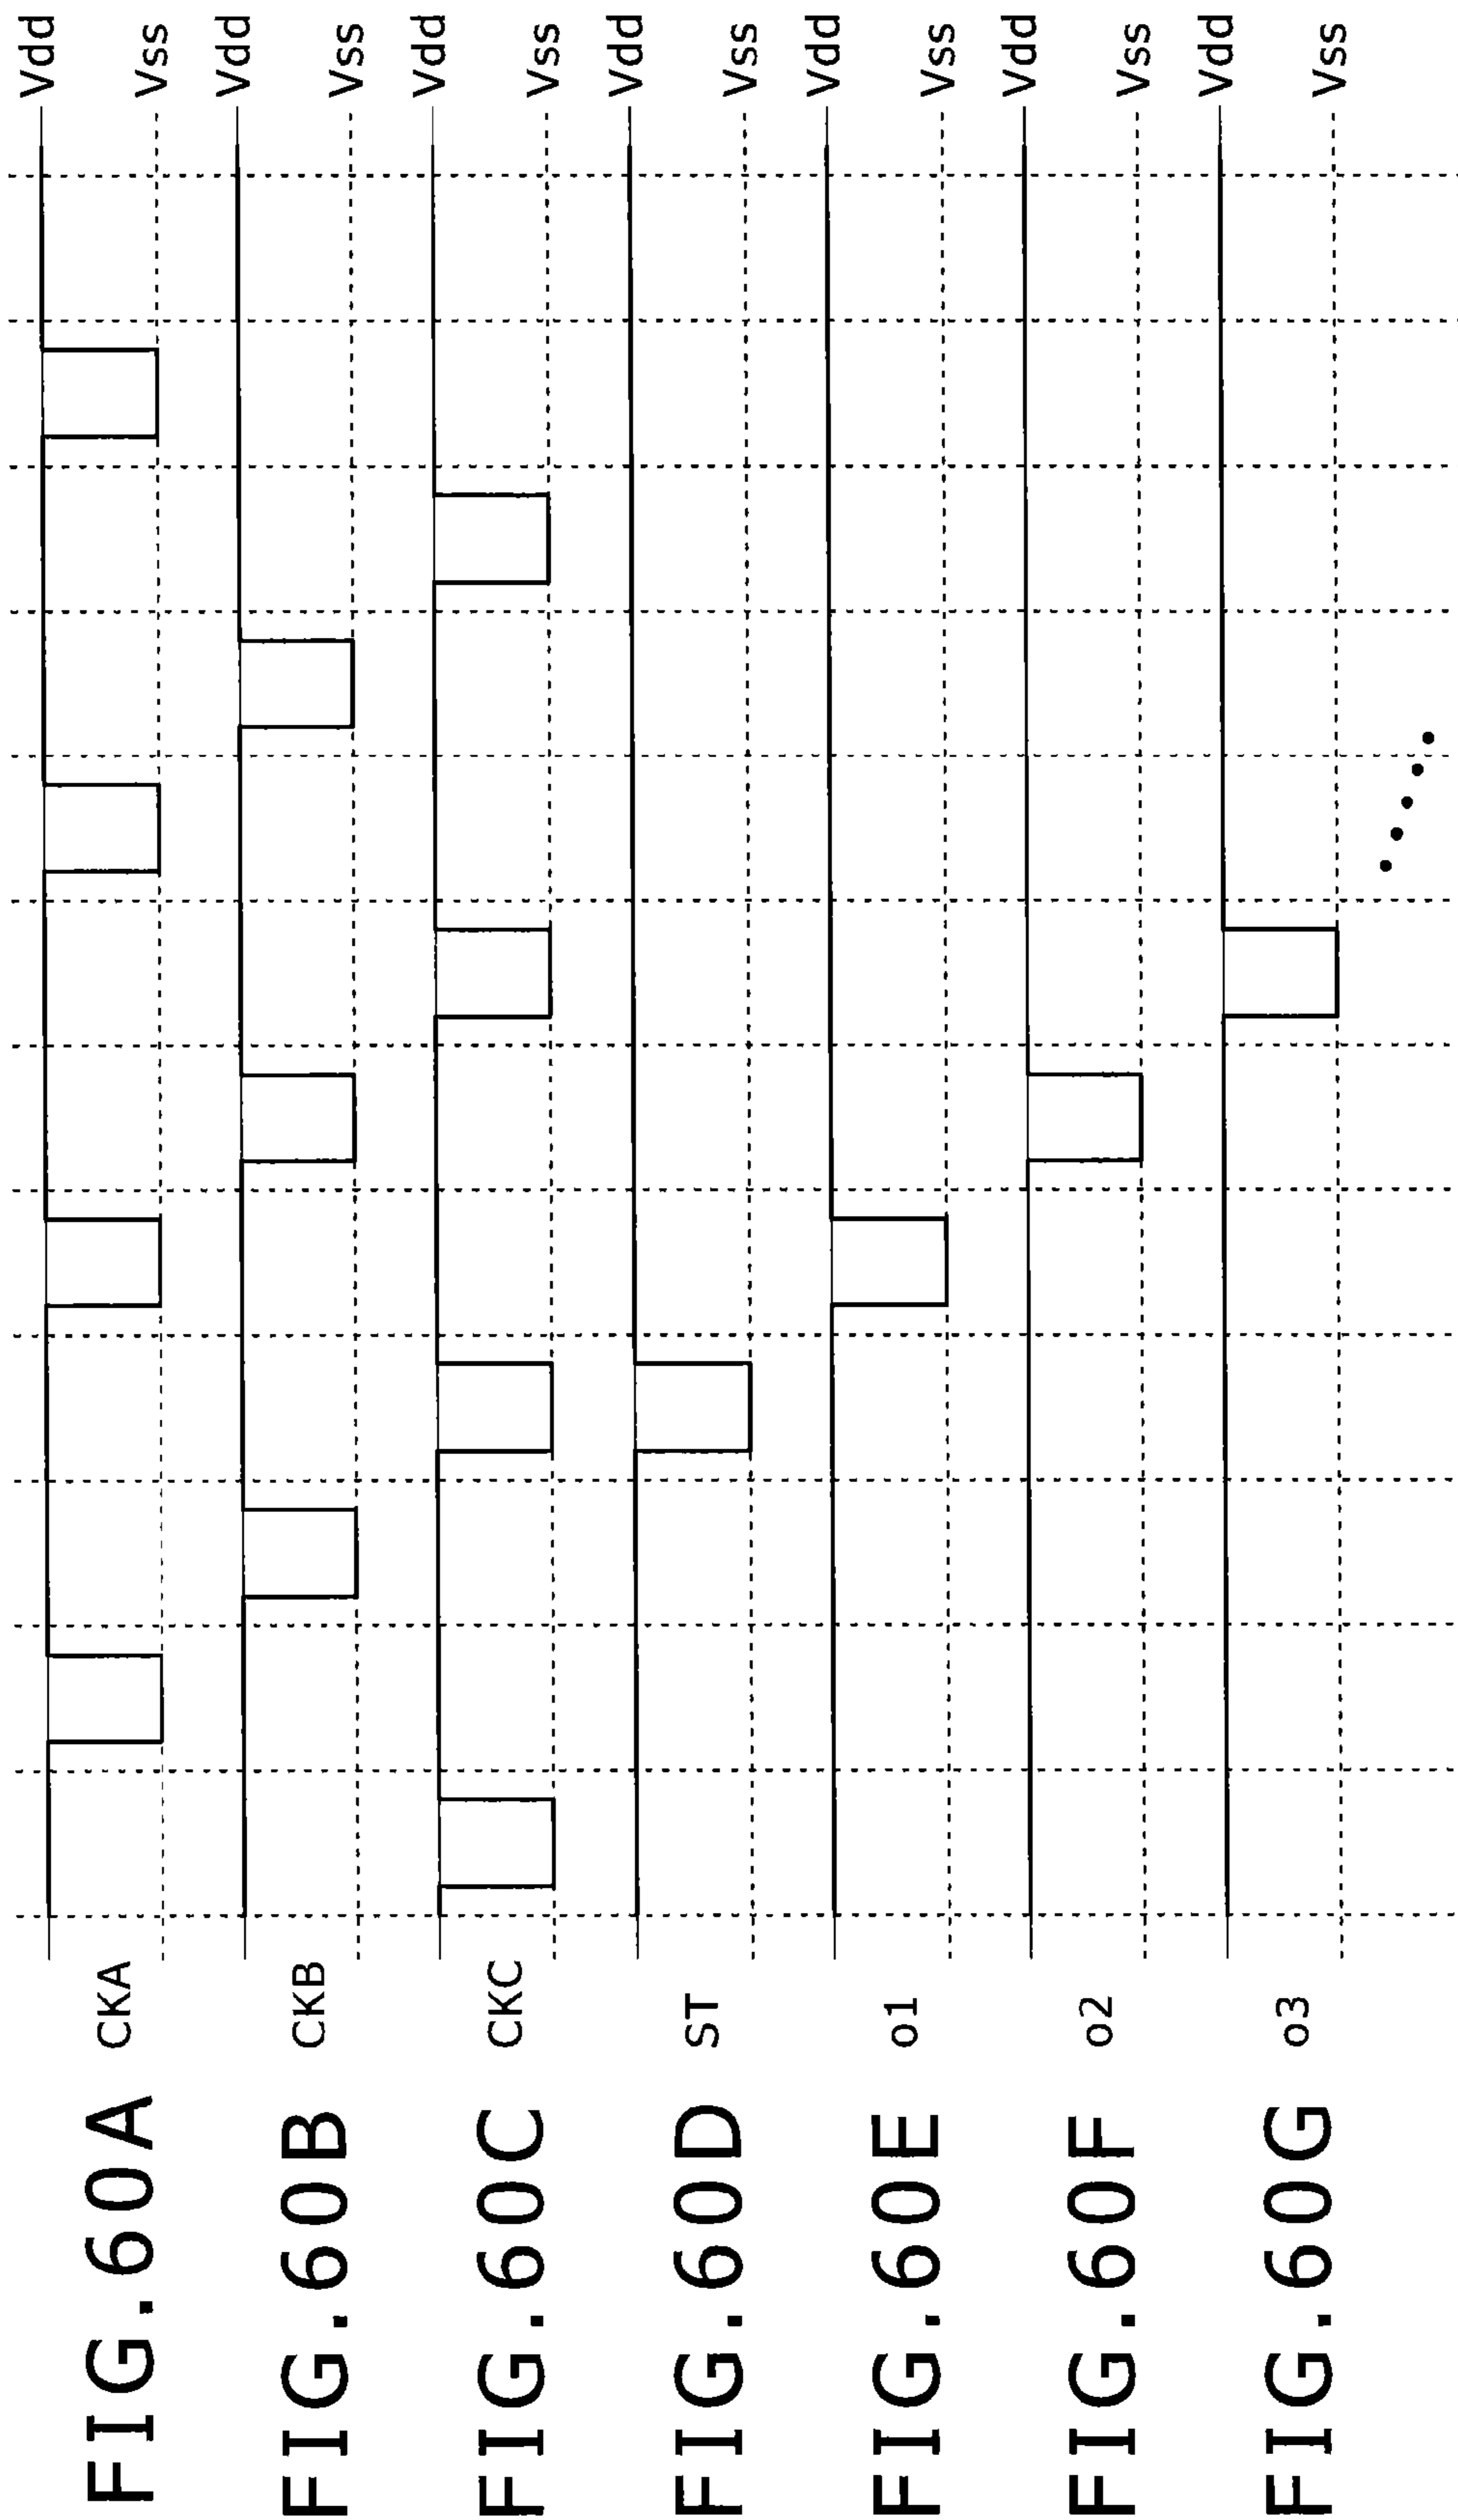 FIG.60A CKA Vdd
Vss
FIG.60B CKB Vdd
Vss
FIG.60C CKC Vdd
Vss
FIG.60D ST Vdd
Vss
FIG.60E o1 Vdd
Vss
FIG.60F o2 Vdd
Vss
FIG.60G o3 Vdd
Vss